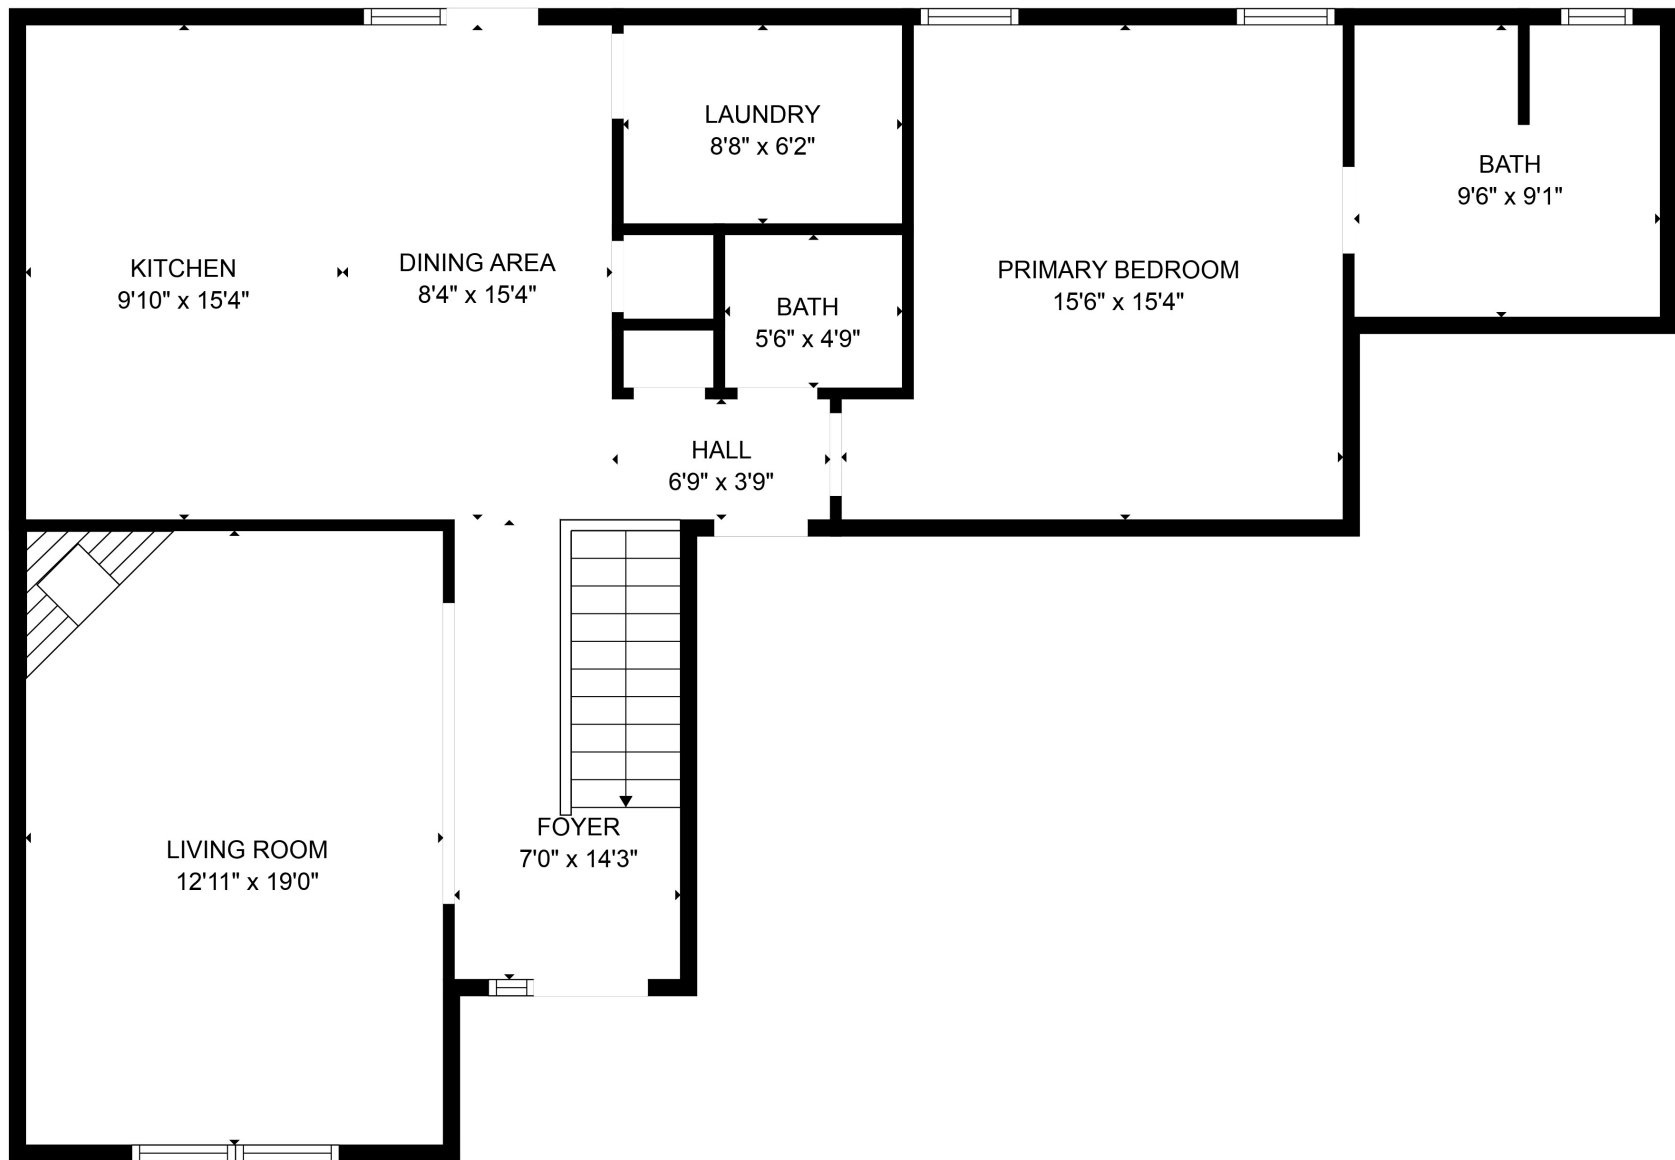 LAUNDRY
8'8" x 6'2"
BATH
9'6" x 9'1"
KITCHEN
9'10" x 15'4"
DINING AREA
8'4" x 15'4"
PRIMARY BEDROOM
15'6" x 15'4"
BATH
5'6" x 4'9"
HALL
6'9" x 3'9"
FOYER
7'0" x 14'3"
LIVING ROOM
12'11" x 19'0"